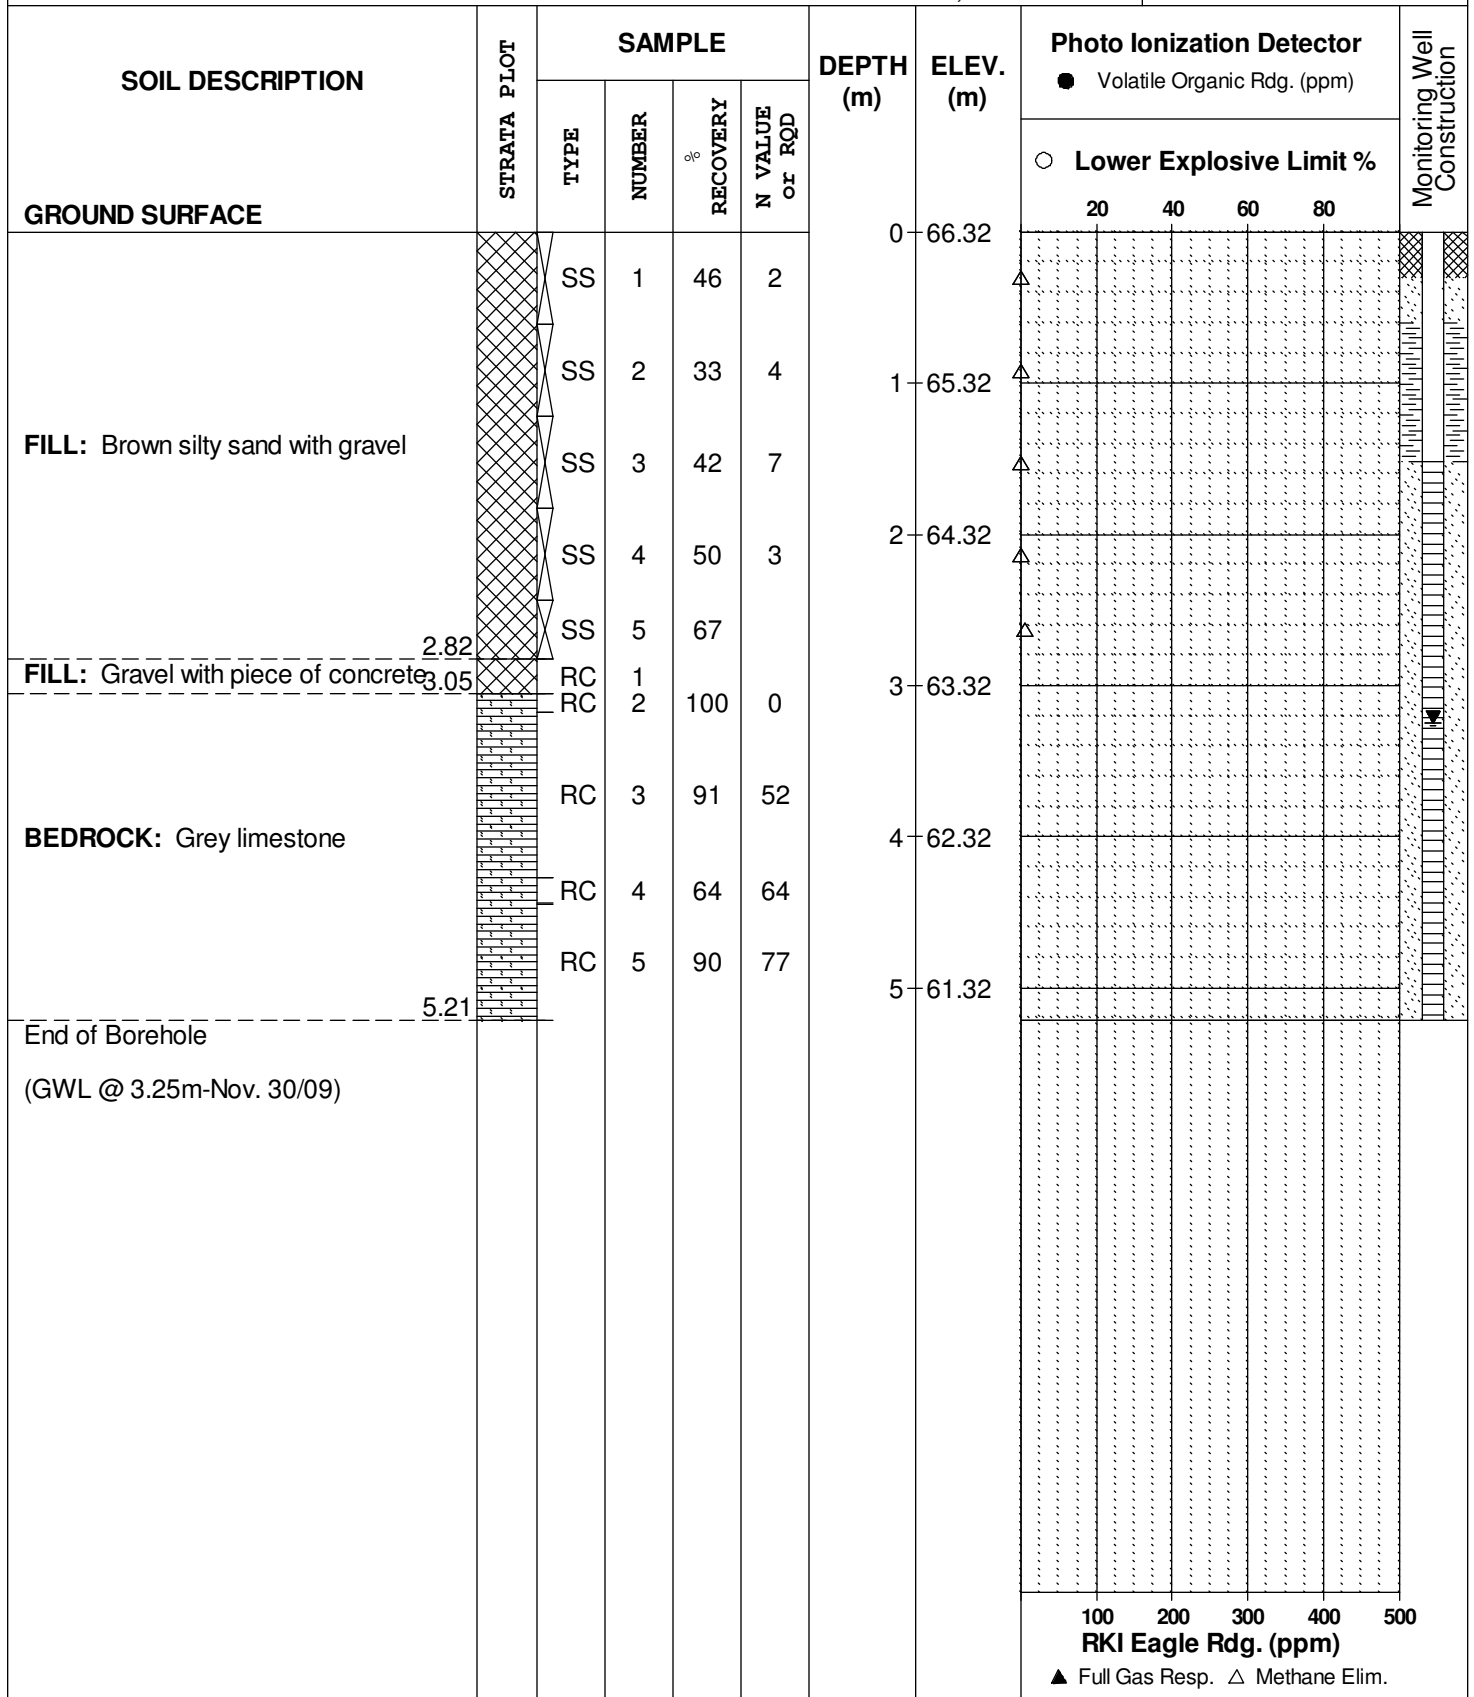 SOIL DESCRIPTION
GROUND SURFACE
STRATA PLOT
SAMPLE
TYPE
NUMBER
%
RECOVERY
N VALUE
or RQD
DEPTH
(m)
ELEV.
(m)
Photo Ionization Detector
● Volatile Organic Rdg. (ppm)
○ Lower Explosive Limit %
20 40 60 80
Monitoring Well
Construction
0 66.32
SS 1 46 2
SS 2 33 4
1 65.32
FILL: Brown silty sand with gravel
SS 3 42 7
2 64.32
SS 4 50 3
SS 5 67
2.82
FILL: Gravel with piece of concrete
3.05
RC 1
3 63.32
RC 2 100 0
RC 3 91 52
BEDROCK: Grey limestone
4 62.32
RC 4 64 64
RC 5 90 77
5 61.32
5.21
End of Borehole
(GWL @ 3.25m-Nov. 30/09)
100 200 300 400 500
RKI Eagle Rdg. (ppm)
▲ Full Gas Resp. △ Methane Elim.